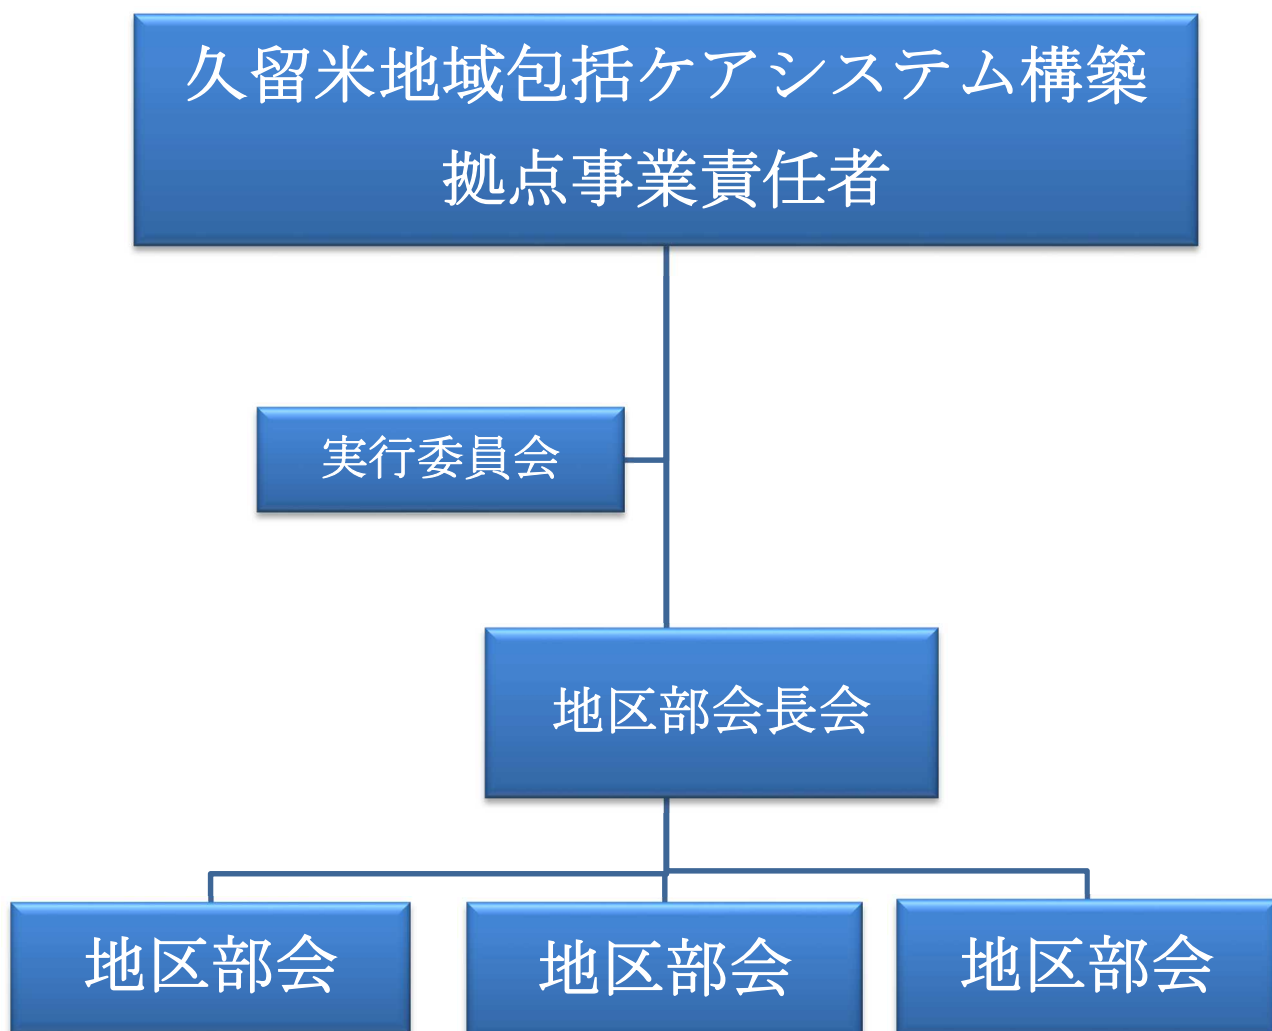 久留米地域包括ケアシステム構築
拠点事業責任者
実行委員会
地区部会長会
地区部会
地区部会
地区部会